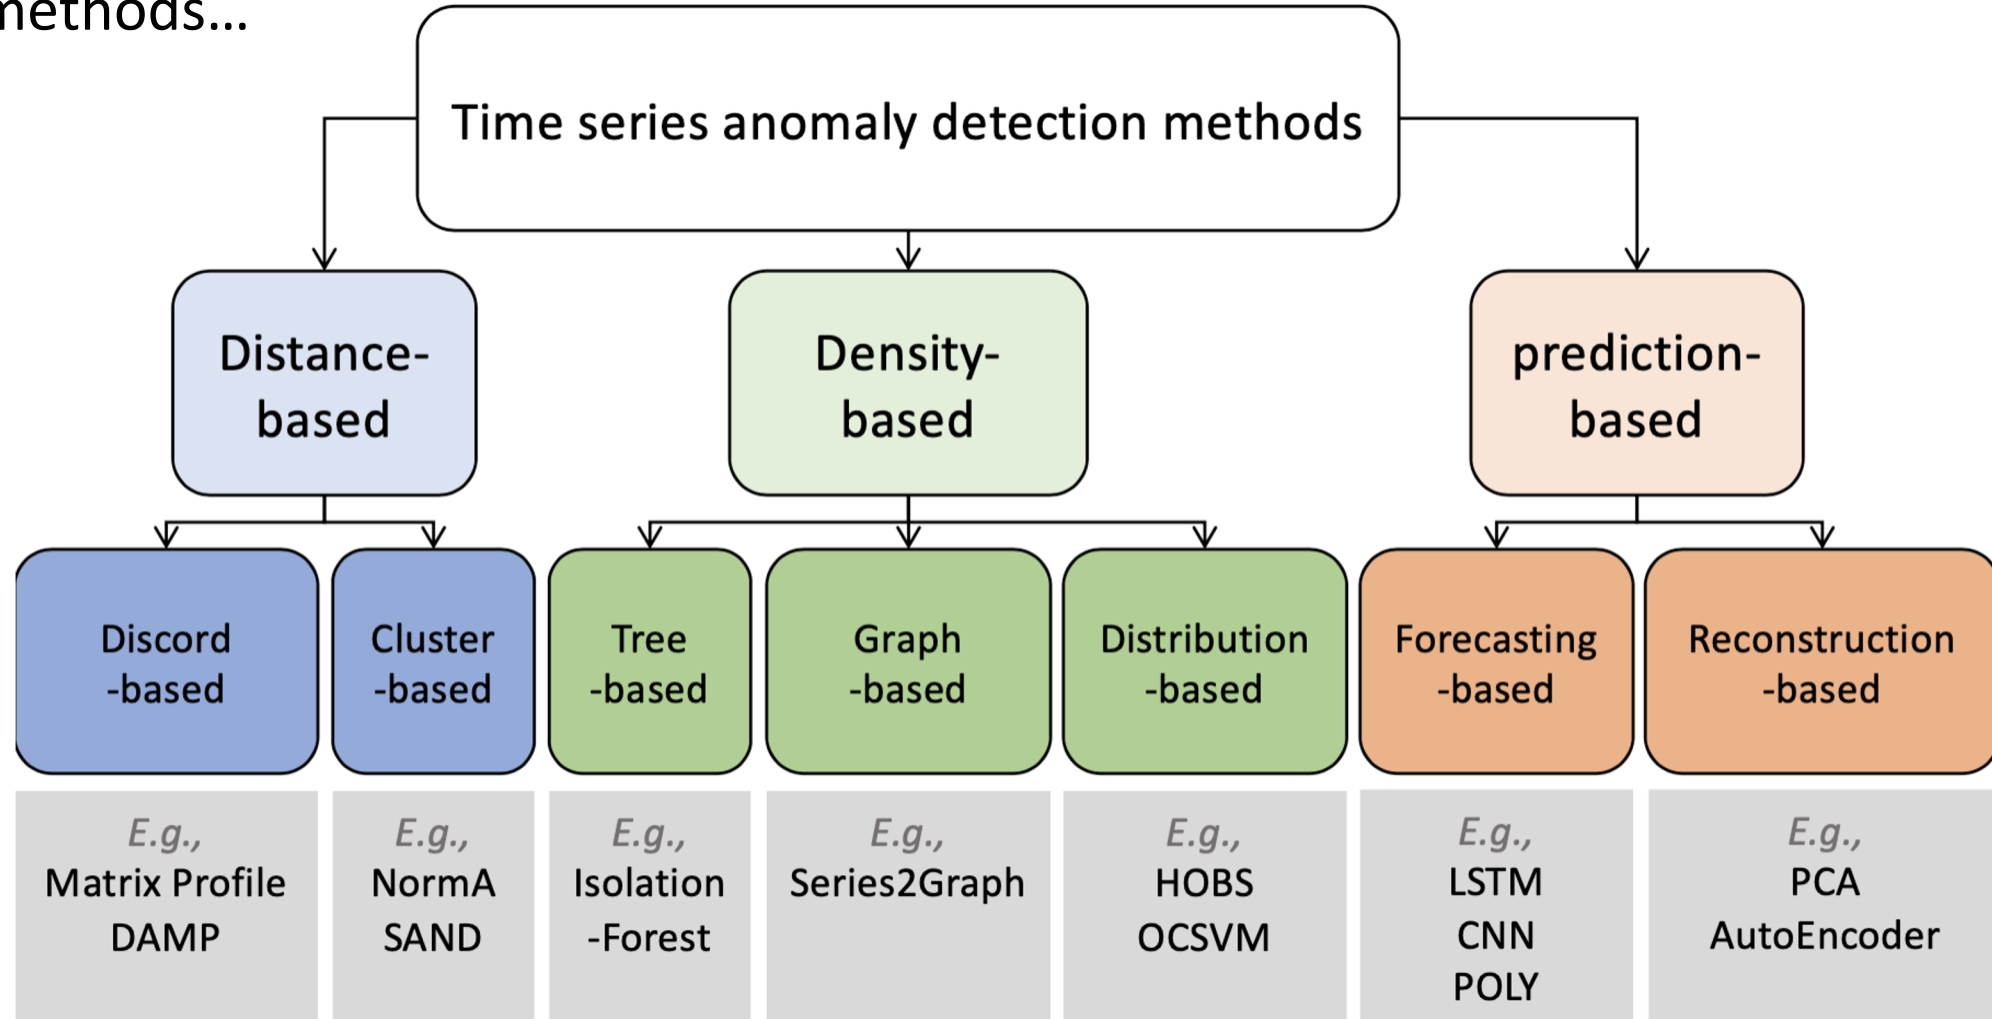 methods...
Time series anomaly detection methods
Distance-
based
Density-
based
prediction-
based
Discord
-based
Cluster
-based
Tree
-based
Graph
-based
Distribution
-based
Forecasting
-based
Reconstruction
-based
E.g.,
Matrix Profile
DAMP
E.g.,
NormA
SAND
E.g.,
Isolation
-Forest
E.g.,
Series2Graph
E.g.,
HOBS
OCSVM
E.g.,
LSTM
CNN
POLY
E.g.,
PCA
AutoEncoder